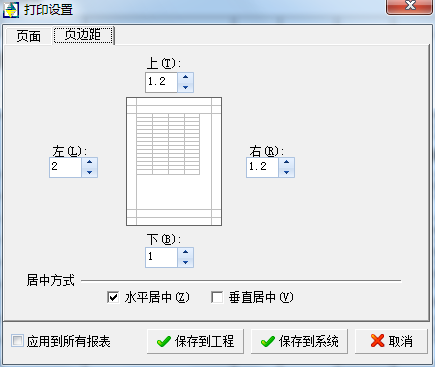 打印设置
页面 页边距
上(T):
1.2
左(L): 右(R):
2 1.2
下(B):
1
居中方式
水平居中(Z) 垂直居中(V)
应用到所有报表 保存到工程 保存到系统 取消